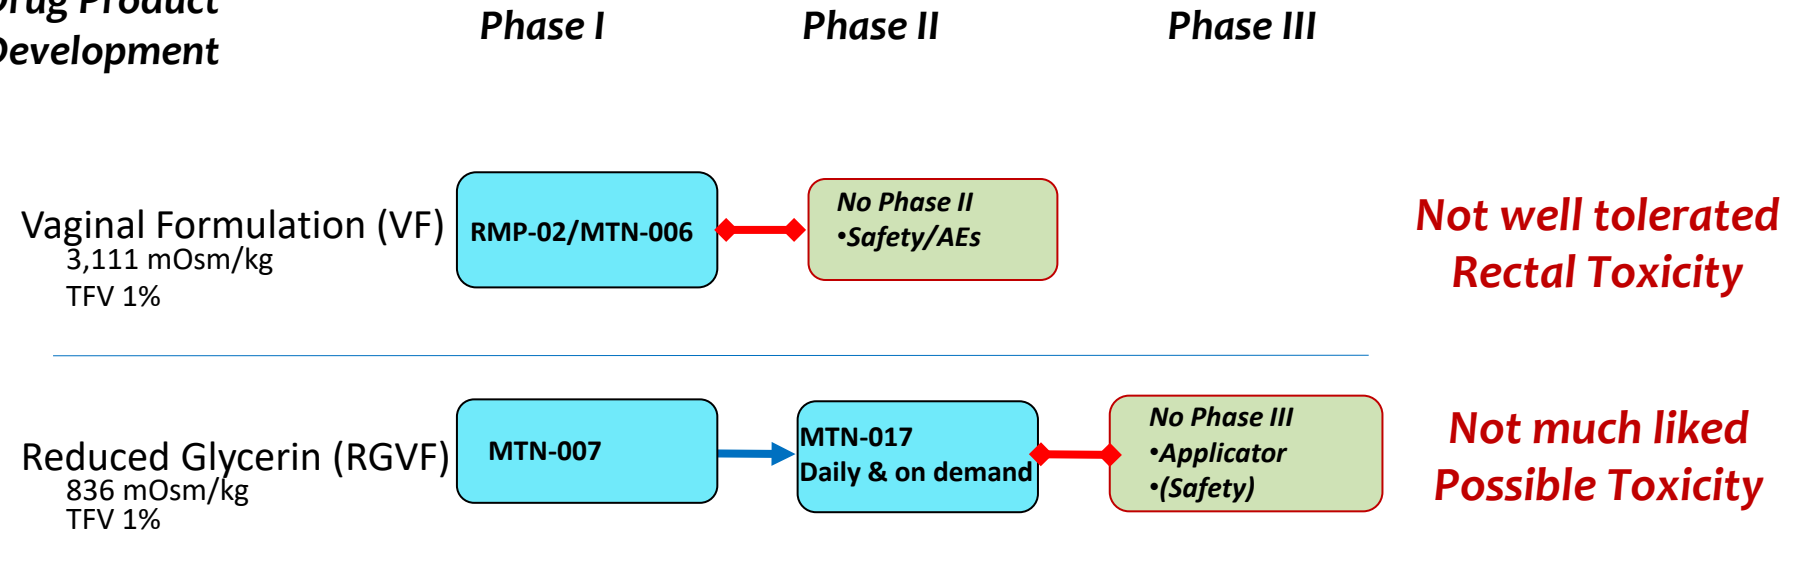 Drug Product
Development
Phase I
Phase II
Phase III
Vaginal Formulation (VF)
3,111 mOsm/kg
TFV 1%
RMP-02/MTN-006
No Phase II
•Safety/AEs
Not well tolerated
Rectal Toxicity
Reduced Glycerin (RGVF)
836 mOsm/kg
TFV 1%
MTN-007
MTN-017
Daily & on demand
No Phase III
•Applicator
•(Safety)
Not much liked
Possible Toxicity